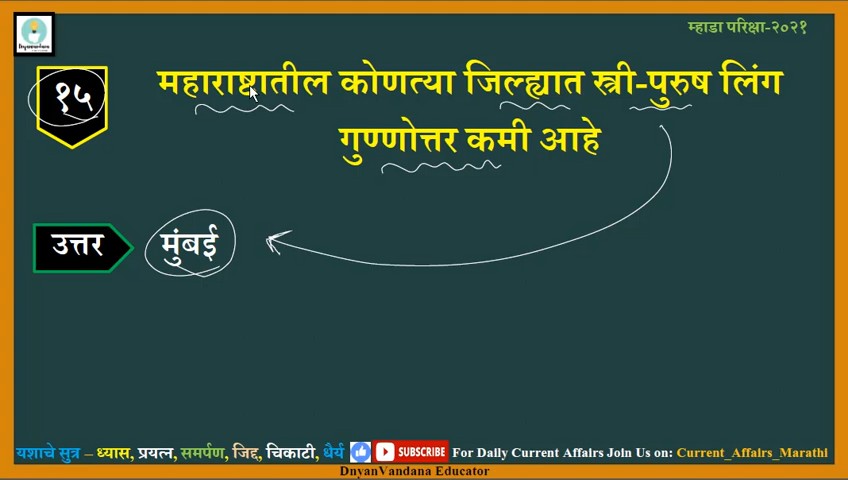 DnyanVandana
म्हाडा परिक्षा-२०२१
१५
महाराष्ट्रातील कोणत्या जिल्ह्यात स्त्री-पुरुष लिंग
गुण्णोत्तर कमी आहे
उत्तर
मुंबई
यशाचे सुत्र – ध्यास, प्रयत्न, समर्पण, जिद्द, चिकाटी, धैर्य SUBSCRIBE For Daily Current Affairs Join Us on: Current_Affairs_Marathi
DnyanVandana Educator